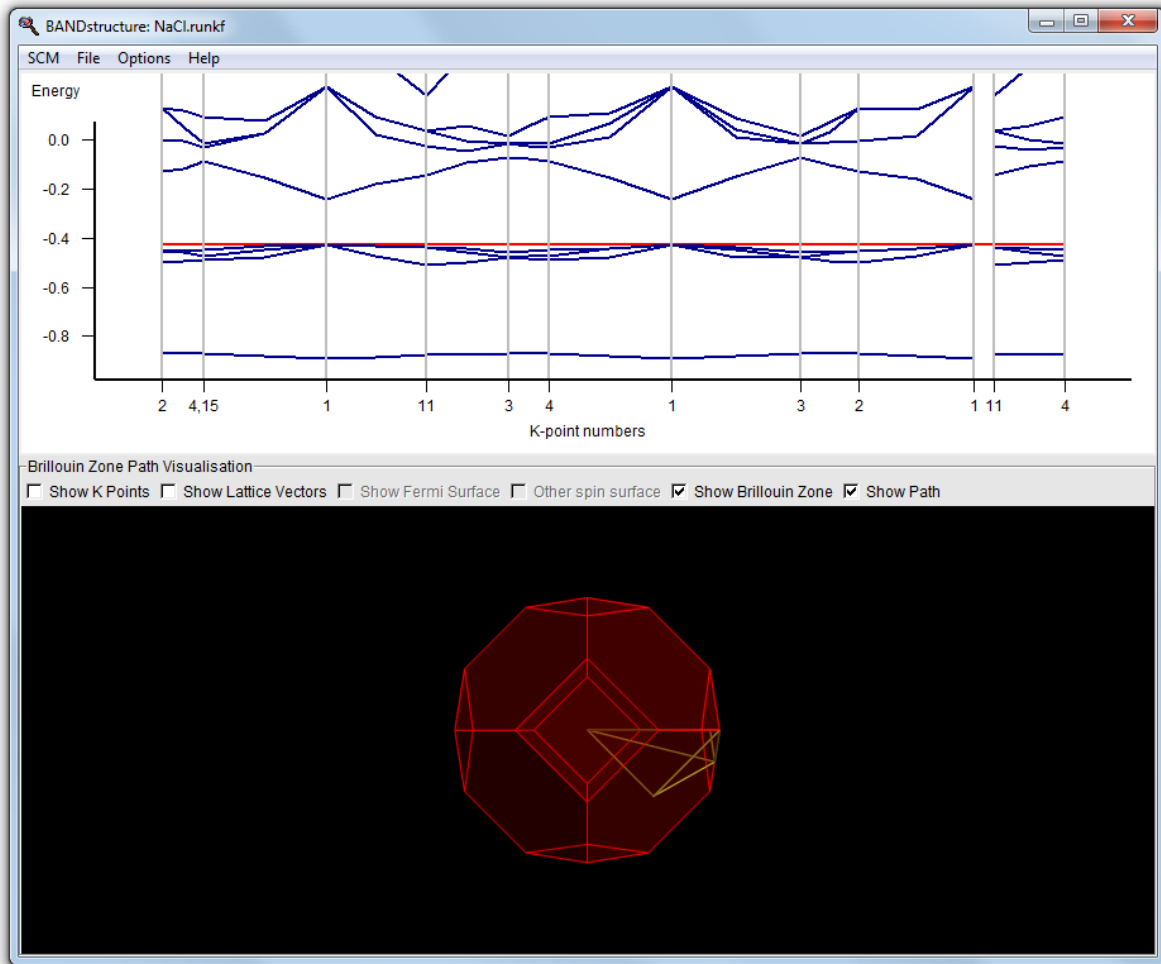 BANDstructure: NaCl.runkf
SCM File Options Help
Energy
0.0
-0.2
-0.4
-0.6
-0.8
2 4,15 1 11 3 4 1 3 2 1 11 4
K-point numbers
Brillouin Zone Path Visualisation
Show K Points Show Lattice Vectors Show Fermi Surface Other spin surface Show Brillouin Zone Show Path